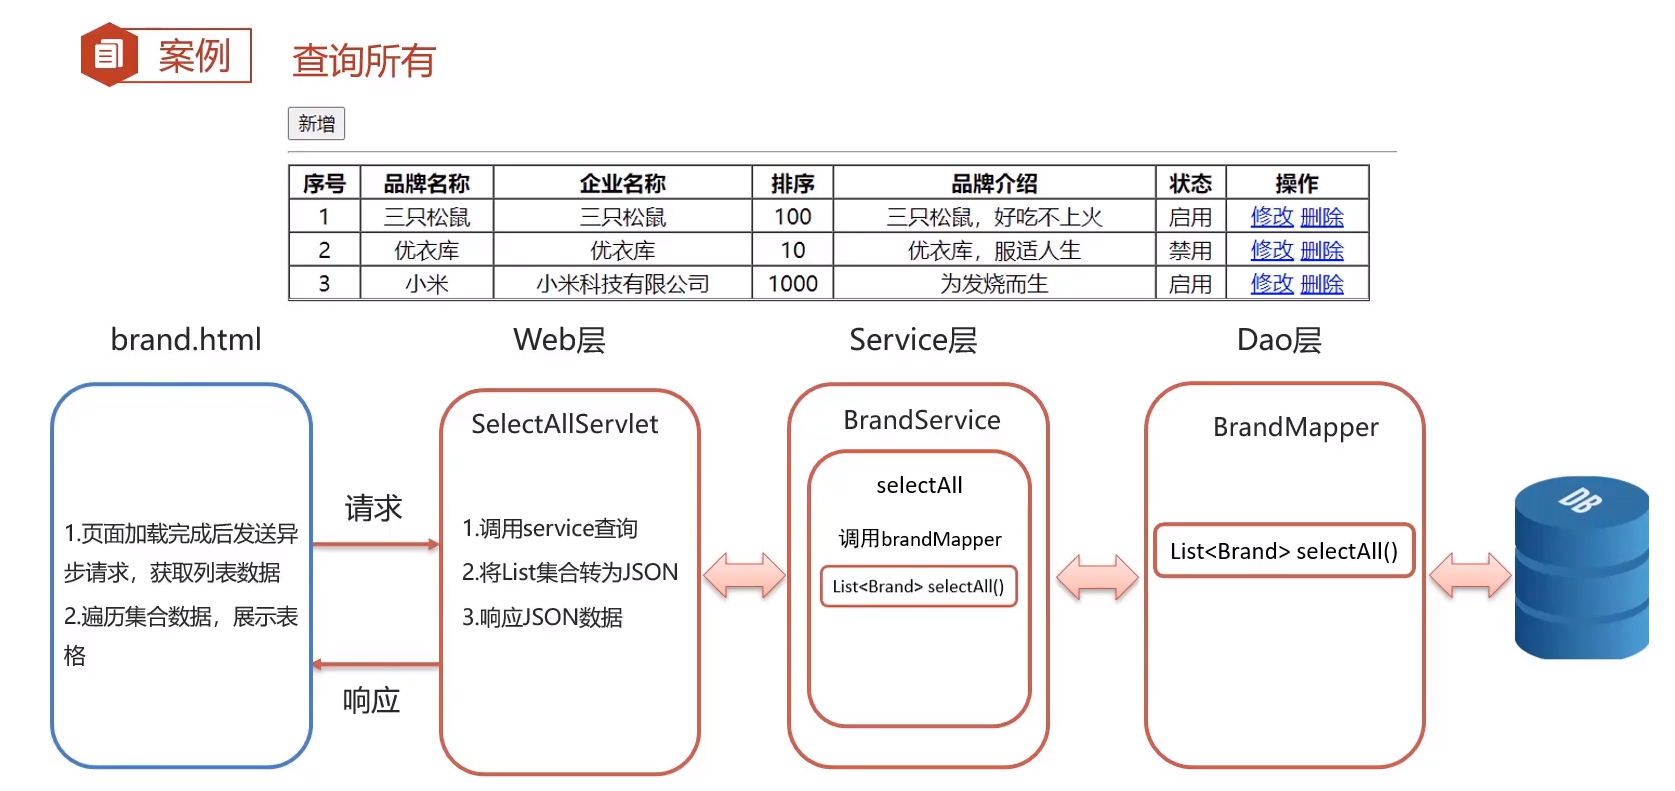 案例
查询所有
新增
序号 品牌名称 企业名称 排序 品牌介绍 状态 操作
1 三只松鼠 三只松鼠 100 三只松鼠，好吃不上火 启用 修改 删除
2 优衣库 优衣库 10 优衣库，服适人生 禁用 修改 删除
3 小米 小米科技有限公司 1000 为发烧而生 启用 修改 删除
brand.html
1.页面加载完成后发送异
步请求，获取列表数据
2.遍历集合数据，展示表
格
请求
响应
Web层
SelectAllServlet
1.调用service查询
2.将List集合转为JSON
3.响应JSON数据
Service层
BrandService
selectAll
调用brandMapper
List<Brand> selectAll()
Dao层
BrandMapper
List<Brand> selectAll()
DB